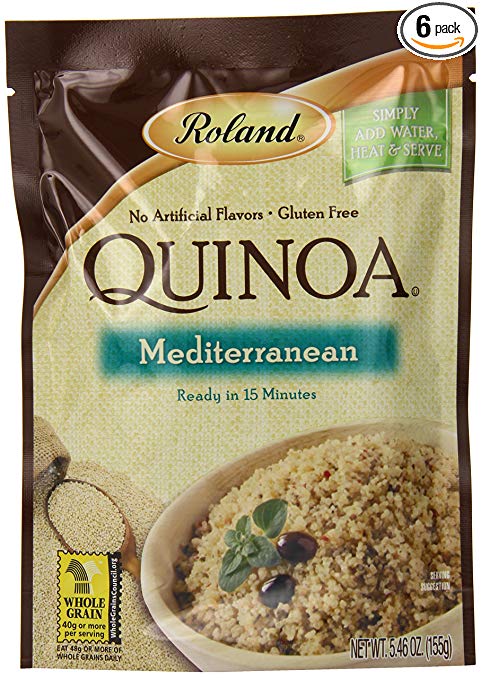 6 pack
Roland®
SIMPLY
ADD WATER,
HEAT & SERVE
No Artificial Flavors · Gluten Free
QUINOA
Mediterranean
Ready in 15 Minutes
WHOLE
GRAIN
40g or more
per serving
WholeGrainsCouncil.org
EAT 48g OR MORE OF
WHOLE GRAINS DAILY
SERVING
SUGGESTION
NET WT. 5.46 OZ. (155g)